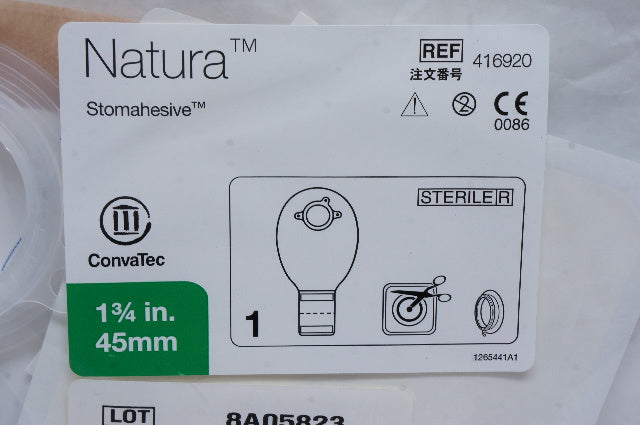 Natura™
Stomahesive™
REF 416920
注文番号
2
CE
0086
ConvaTec
STERILE R
1¾ in.
45mm
1
1265441A1
LOT 8A05823